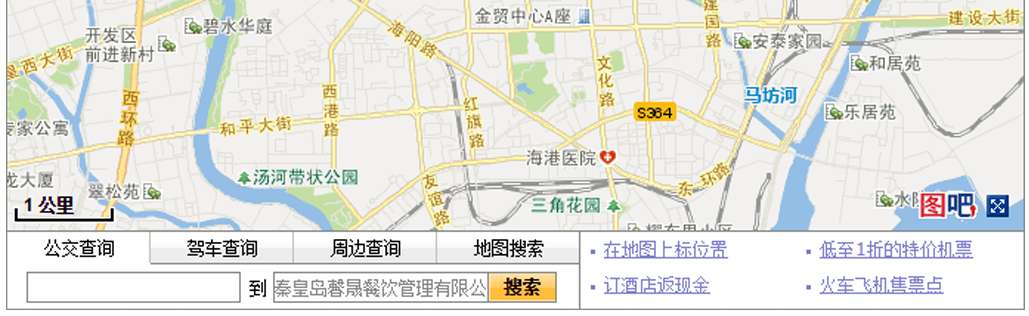 金贸中心A座
建国路
建设大街
碧水华庭
海阳路
开发区
前进新村
安泰家园
和居苑
皇西大街
文化路
马坊河
西环路
西港路
红旗路
S364
乐居苑
专家公寓
和平大街
海港医院
龙大厦
翠松苑
汤河带状公园
友谊路
东环路
三角花园
1公里
图吧
公交查询
驾车查询
周边查询
地图搜索
到
秦皇岛馨晟餐饮管理有限公
搜索
在地图上标位置
低至1折的特价机票
订酒店返现金
火车飞机售票点